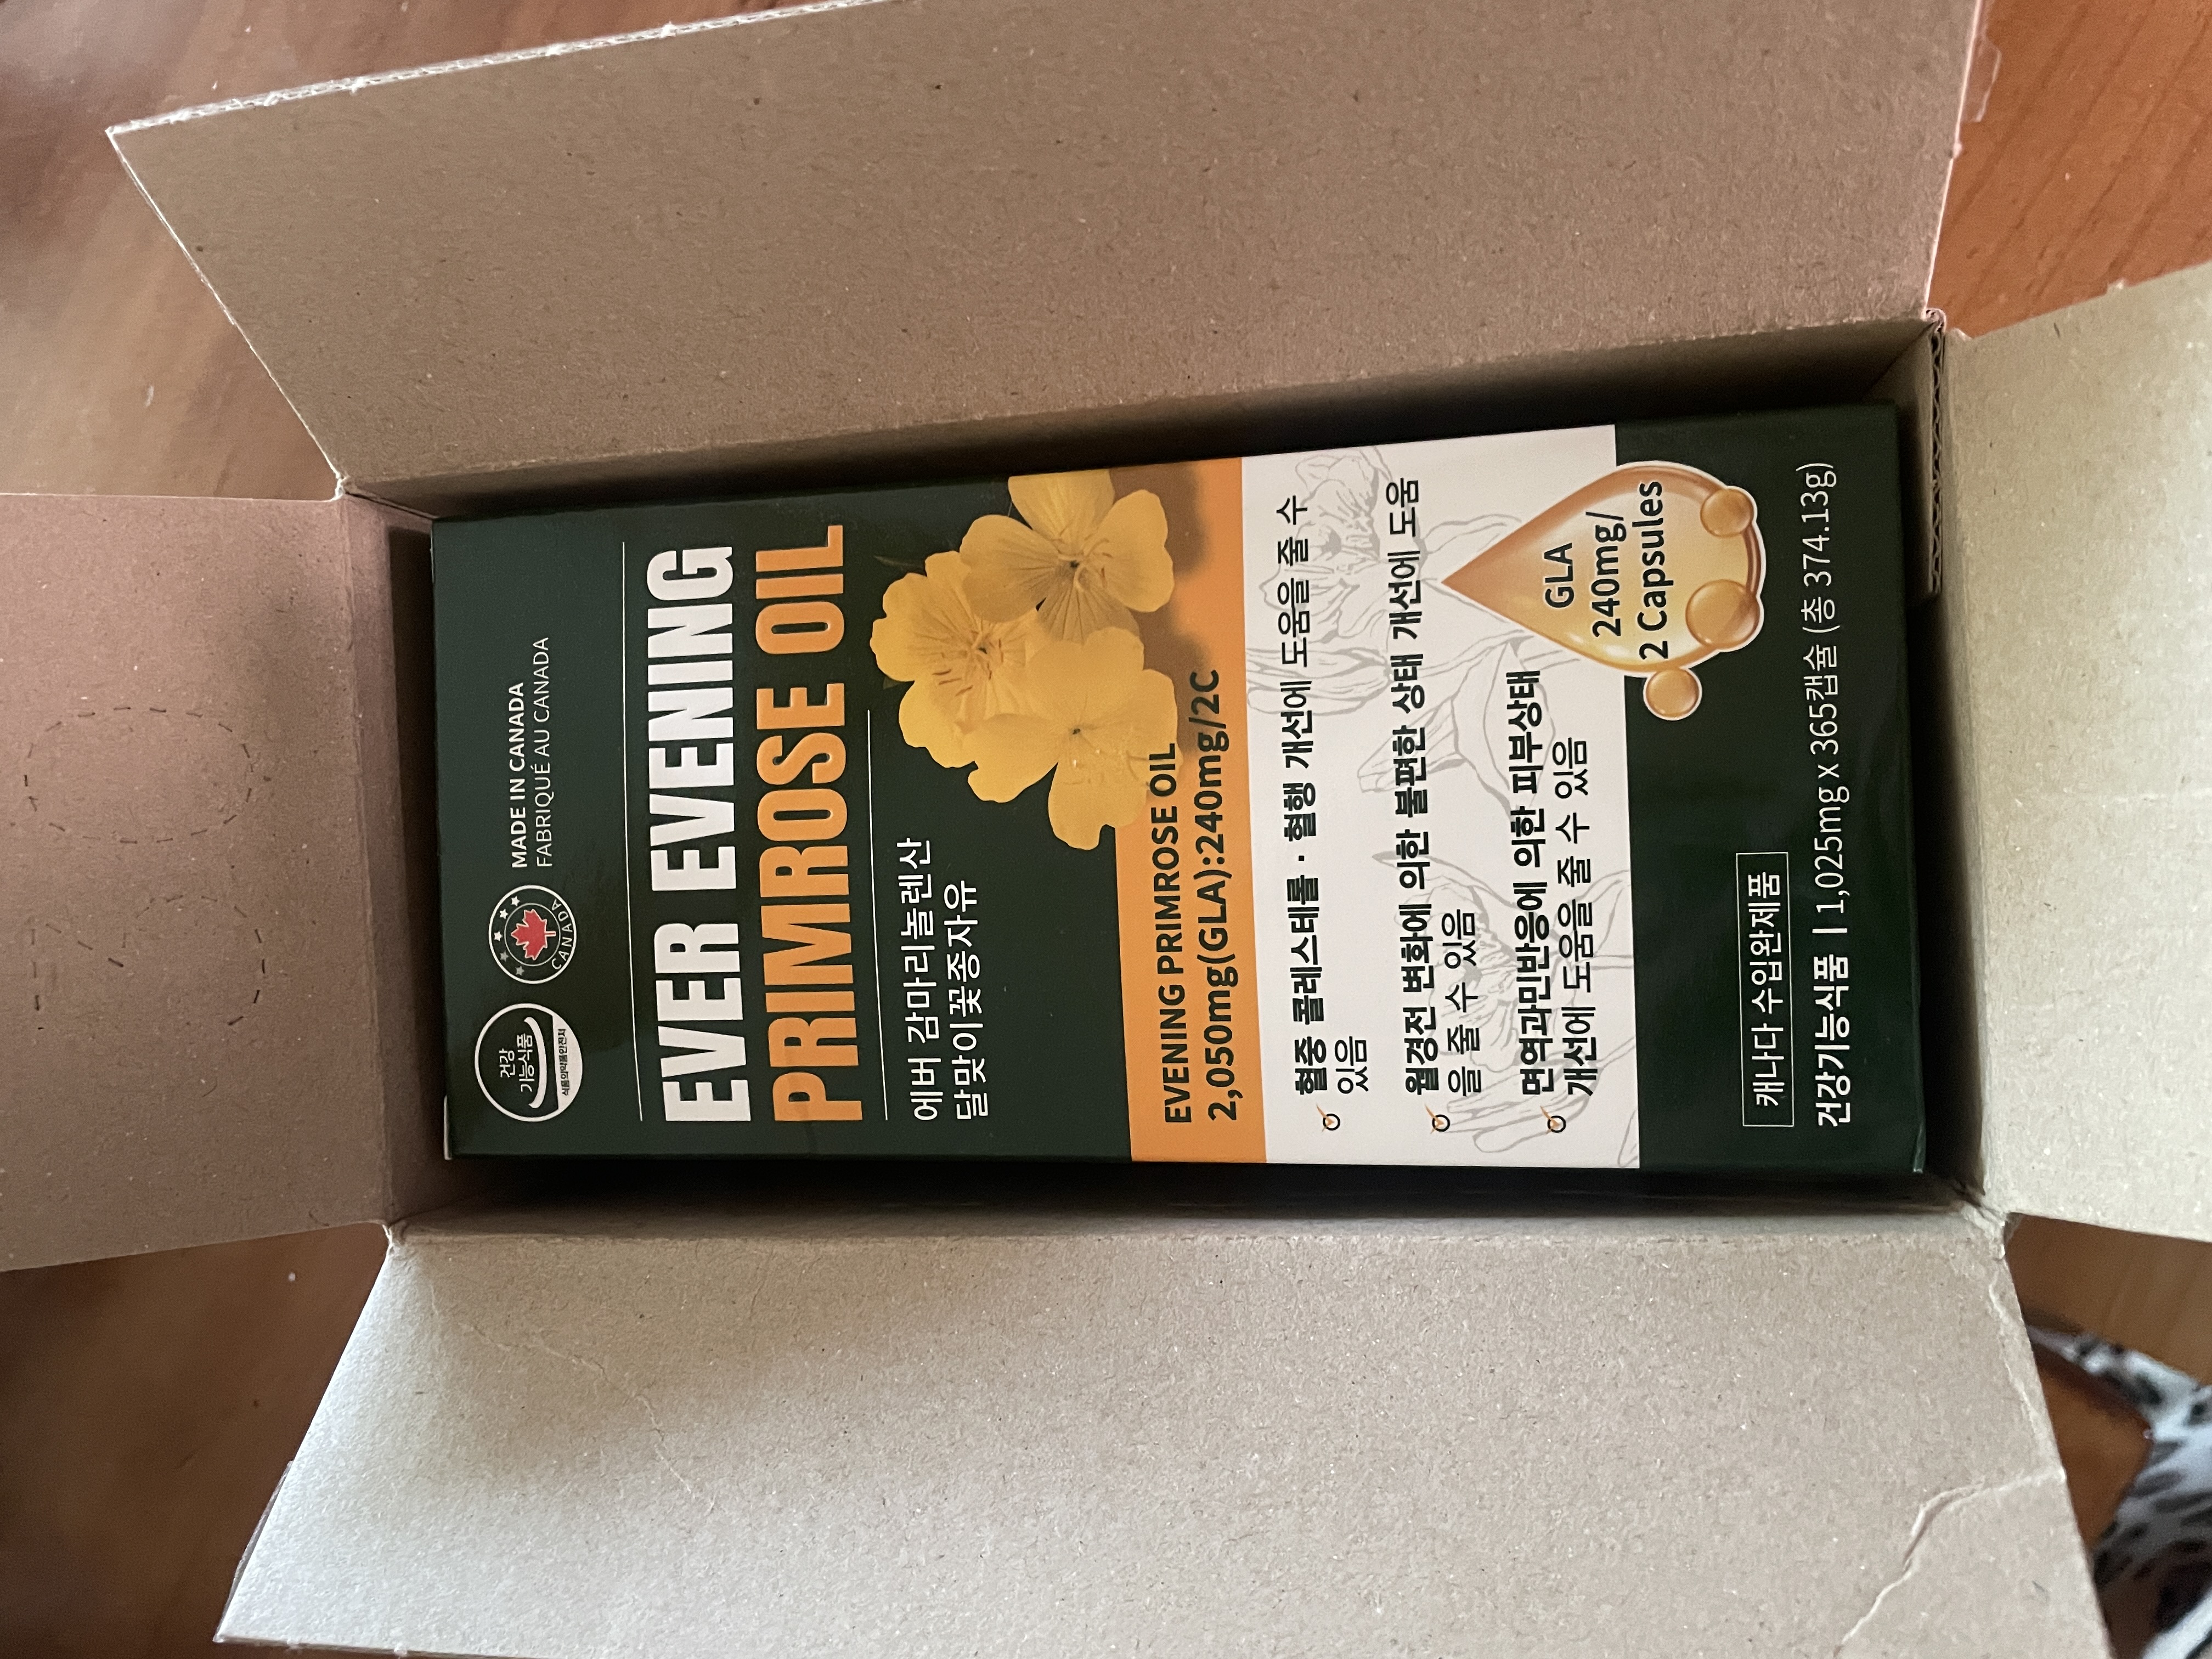 건강
기능식품
식품의약품안전처
CANADA
MADE IN CANADA
FABRIQUÉ AU CANADA
EVER EVENING
PRIMROSE OIL
에버 감마리놀렌산
달맞이꽃종자유
EVENING PRIMROSE OIL
2,050mg(GLA):240mg/2C
혈중 콜레스테롤 · 혈행 개선에 도움을 줄 수
있음
월경전 변화에 의한 불편한 상태 개선에 도움
을 줄 수 있음
면역과민반응에 의한 피부상태
개선에 도움을 줄 수 있음
GLA
240mg/
2 Capsules
캐나다 수입완제품
건강기능식품 | 1,025mg x 365캡슐 (총 374.13g)